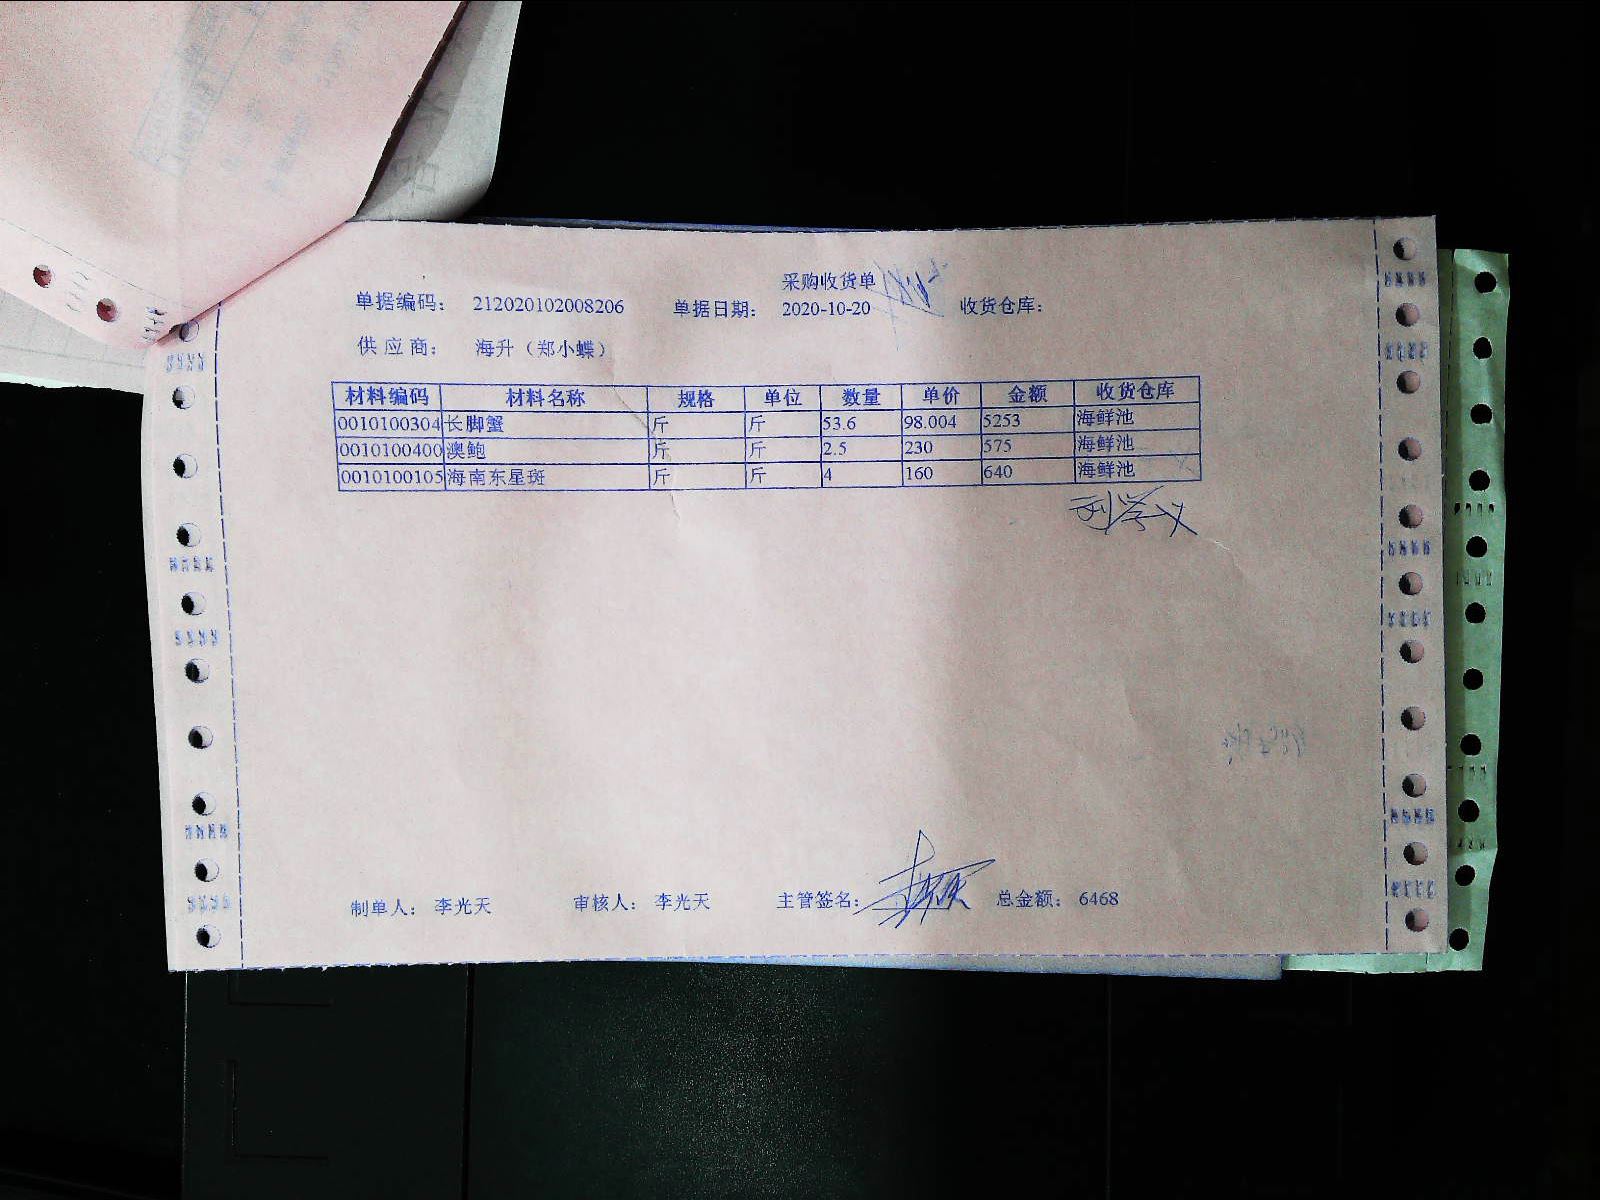 采购收货单
单据编码： 212020102008206 单据日期： 2020-10-20 收货仓库：
供应商： 海升（郑小蝶）
材料编码 材料名称 规格 单位 数量 单价 金额 收货仓库
0010100304 长脚蟹 斤 斤 53.6 98.004 5253 海鲜池
0010100400 澳鲍 斤 斤 2.5 230 575 海鲜池
0010100105 海南东星斑 斤 斤 4 160 640 海鲜池
刘学义
制单人： 李光天 审核人： 李光天 主管签名： 总金额： 6468